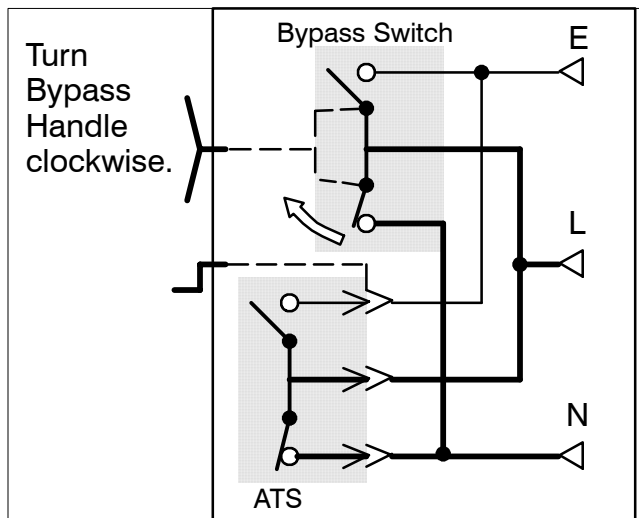 Turn
Bypass
Handle
clockwise.
Bypass Switch
E
L
N
ATS